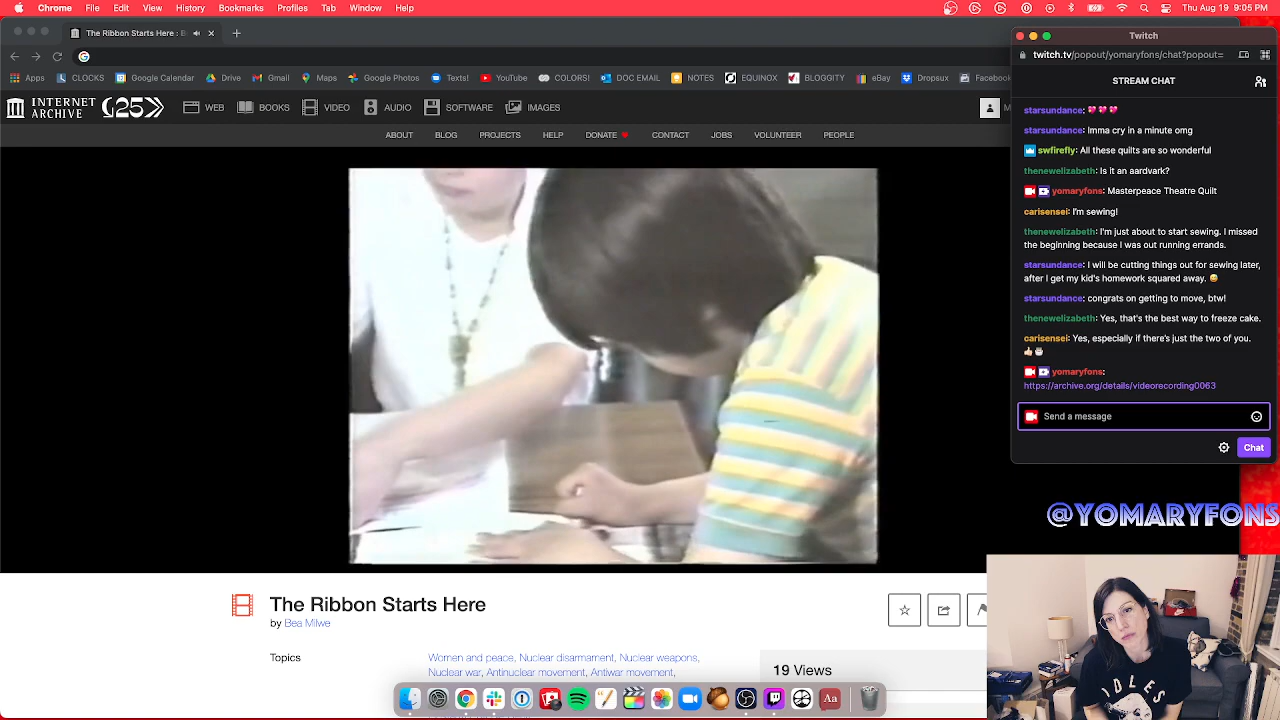 Chrome File Edit View History Bookmarks Profiles Tab Window Help Thu Aug 19 9:05 PM
The Ribbon Starts Here :
Twitch
twitch.tv/popout/yomaryfons/chat?popout=
Apps CLOCKS Google Calendar Drive Gmail Maps Google Photos Texts! YouTube COLORS! DOC EMAIL NOTES EQUINOX BLOGGITY eBay Dropsux Facebook
STREAM CHAT
INTERNET ARCHIVE 25 WEB BOOKS VIDEO AUDIO SOFTWARE IMAGES
ABOUT BLOG PROJECTS HELP DONATE CONTACT JOBS VOLUNTEER PEOPLE
starsundance: 💖💖💖
starsundance: Imma cry in a minute omg
swfirefly: All these quilts are so wonderful
thenewelizabeth: Is it an aardvark?
yomaryfons: Masterpeace Theatre Quilt
carisensei: I'm sewing!
thenewelizabeth: I'm just about to start sewing. I missed
the beginning because I was out running errands.
starsundance: I will be cutting things out for sewing later,
after I get my kid's homework squared away. 😅
starsundance: congrats on getting to move, btw!
thenewelizabeth: Yes, that's the best way to freeze cake.
carisensei: Yes, especially if there's just the two of you.
yomaryfons:
https://archive.org/details/videorecording0063
Send a message
Chat
@YOMARYFONS
The Ribbon Starts Here
by Bea Milwe
Topics Women and peace, Nuclear disarmament, Nuclear weapons,
Nuclear war, Antinuclear movement, Antiwar movement,
19 Views
Aa